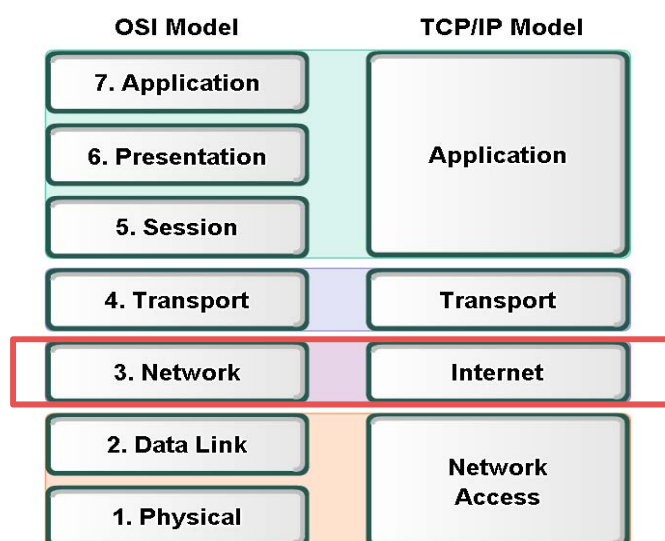 OSI Model
TCP/IP Model
7. Application
6. Presentation
5. Session
Application
4. Transport
Transport
3. Network
Internet
2. Data Link
1. Physical
Network
Access